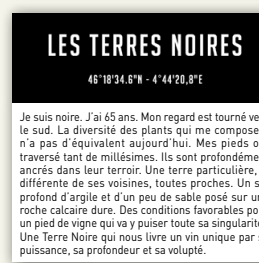 LES TERRES NOIRES
46°18'34.6"N - 4°44'20,8"E
Je suis noire. J'ai 65 ans. Mon regard est tourné ve
le sud. La diversité des plants qui me compose
n'a pas d'équivalent aujourd'hui. Mes pieds o
traversé tant de millésimes. Ils sont profondéme
ancrés dans leur terroir. Une terre particulière,
différente de ses voisines, toutes proches. Un s
profond d'argile et d'un peu de sable posé sur u
roche calcaire dure. Des conditions favorables po
un pied de vigne qui va y puiser toute sa singularit
Une Terre Noire qui nous livre un vin unique par
puissance, sa profondeur et sa volupté.